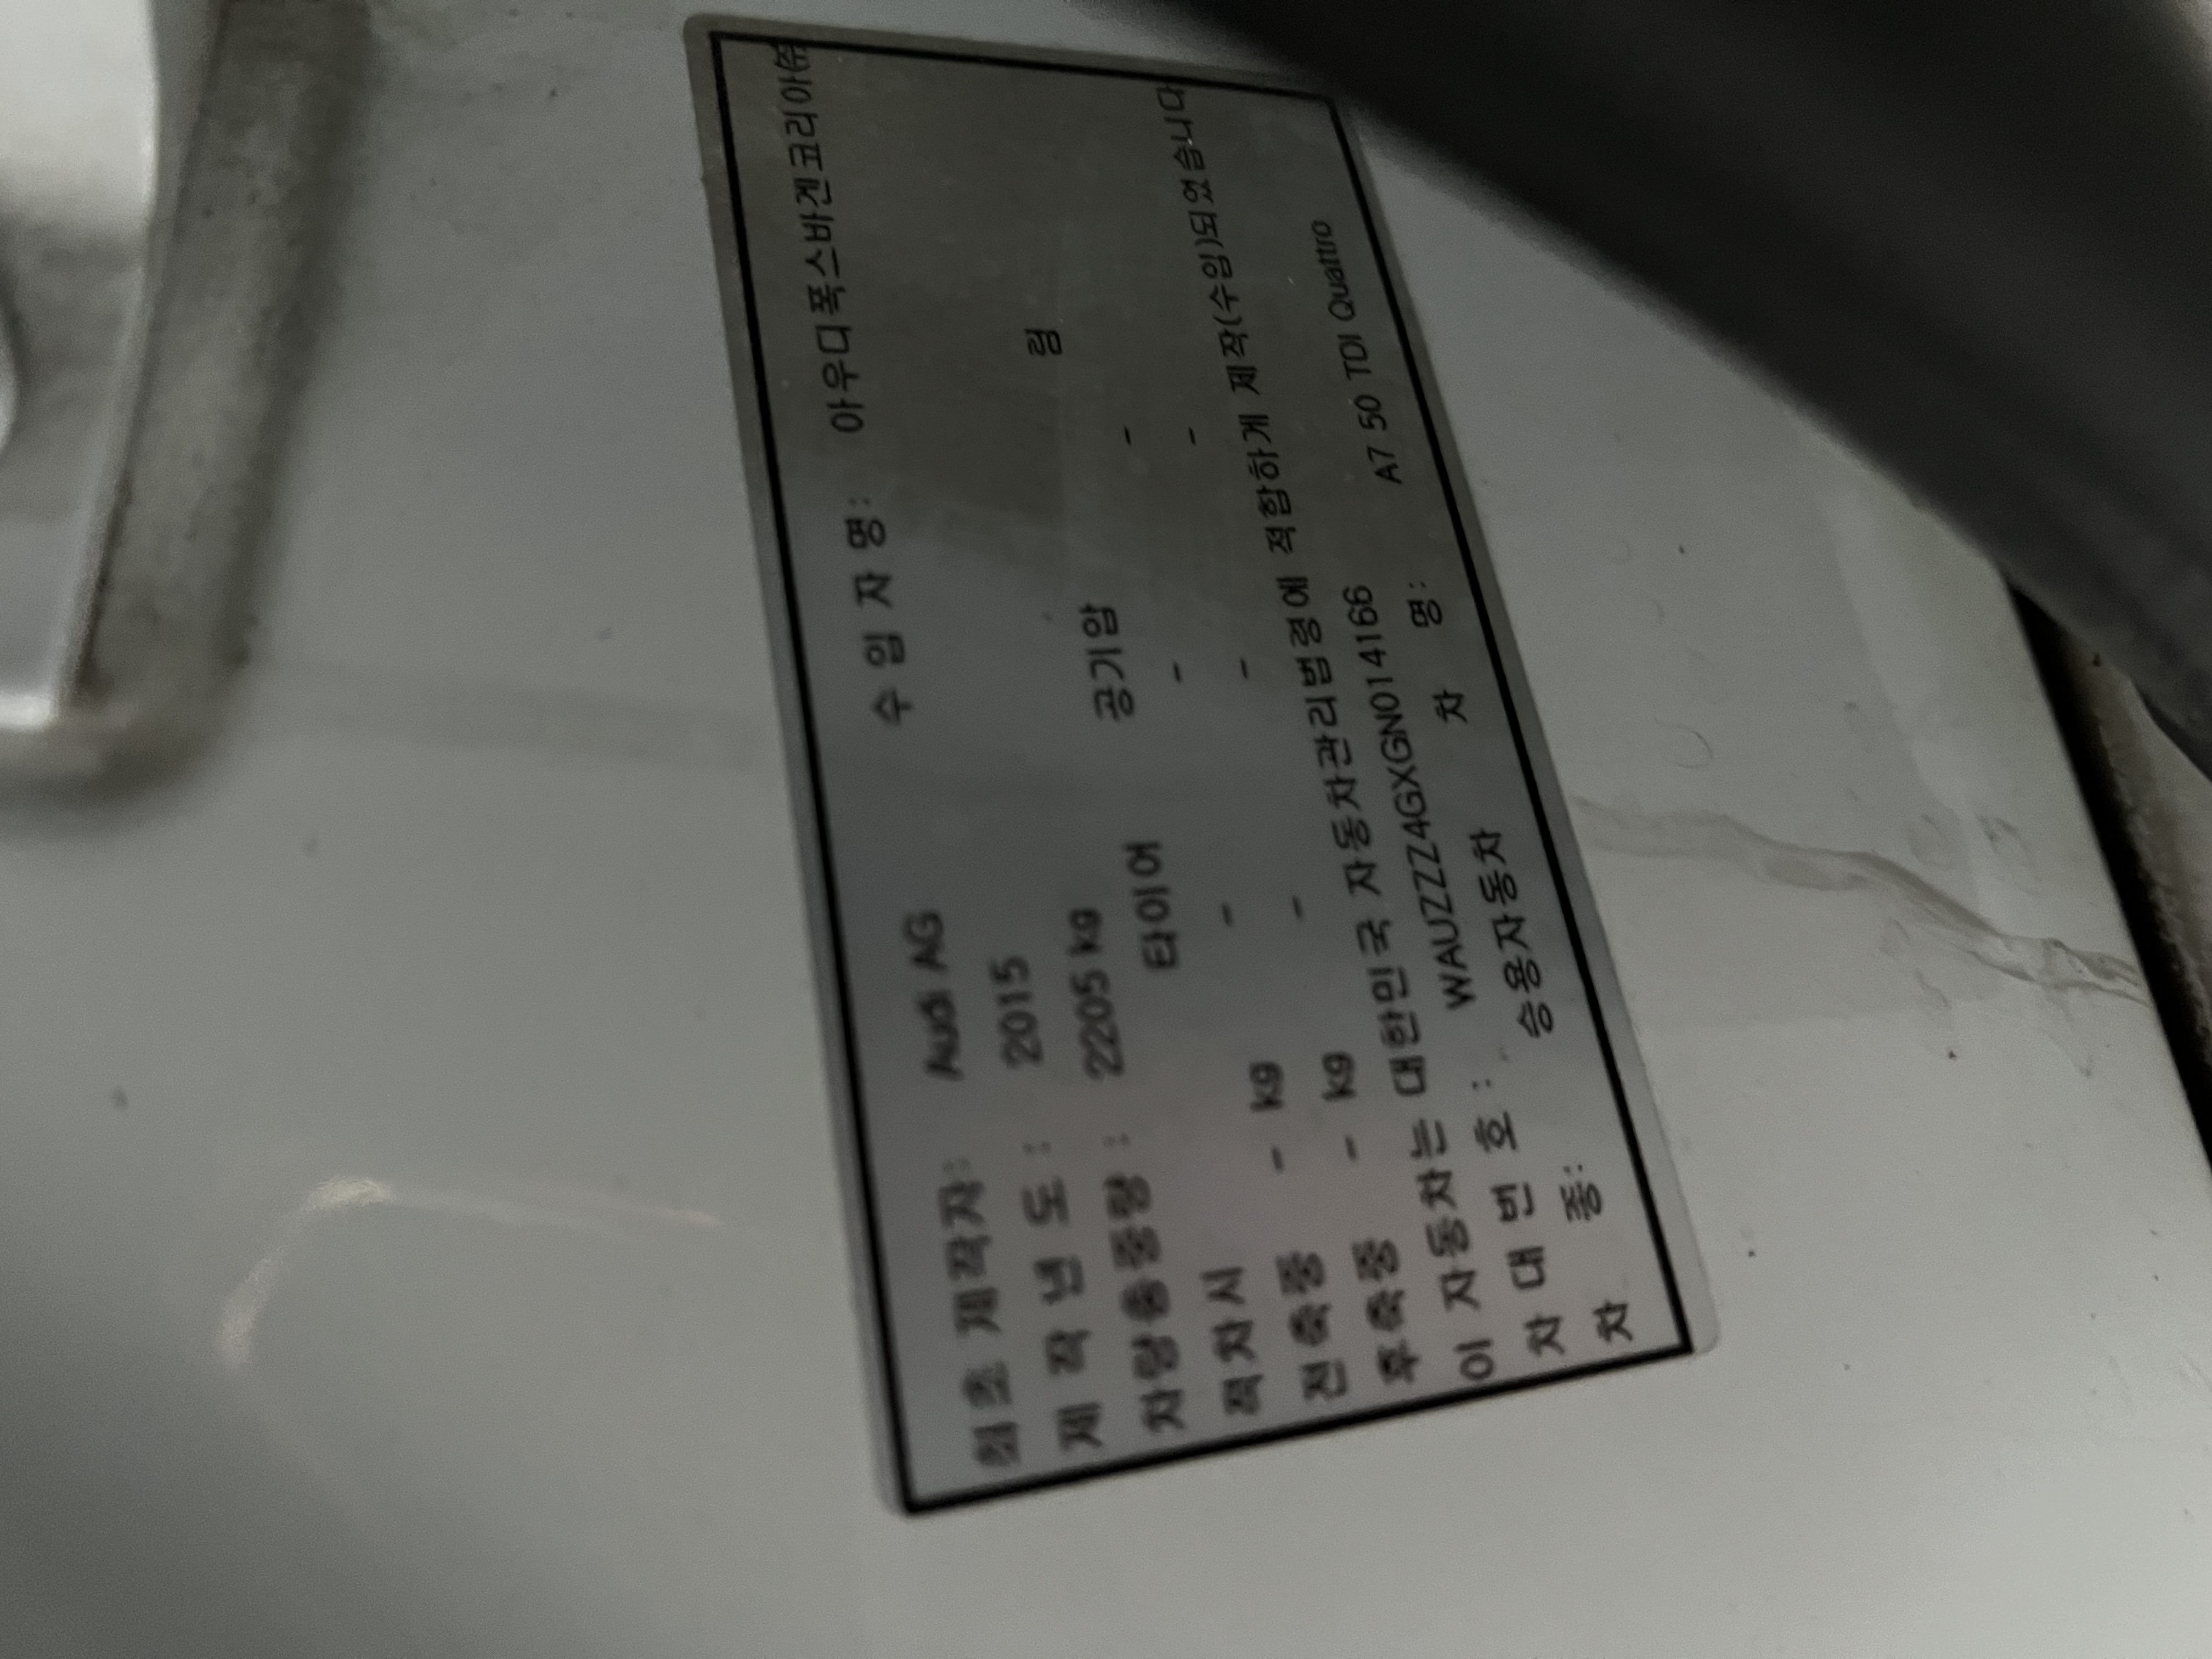 최초 제작자: Audi AG 수 입 자 명: 아우디폭스바겐코리아㈜
제 작 년 도 : 2015
차량총중량 : 2205 kg
적차시 타이어 공기압 림
전축중 - kg - - -
후축중 - kg - - -
이 자동차는 대한민국 자동차관리법령에 적합하게 제작(수입)되었습니다
차 대 번 호 : WAUZZZ4GXGN014166
차 종: 승용자동차 차 명: A7 50 TDI Quattro